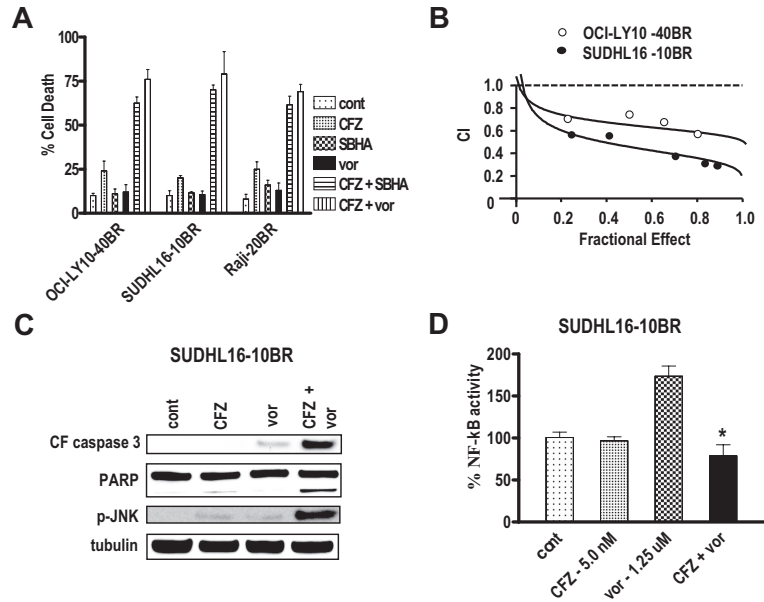 A
% Cell Death
100
75
50
25
0
OCI-LY10-40BR
SUDHL16-10BR
Raji-20BR
cont
CFZ
SBHA
vor
CFZ + SBHA
CFZ + vor
B
OCI-LY10 -40BR
SUDHL16 -10BR
CI
1.0
0.8
0.6
0.4
0.2
0
0 0.2 0.4 0.6 0.8 1.0
Fractional Effect
C
SUDHL16-10BR
cont
CFZ
vor
CFZ +
vor
CF caspase 3
PARP
p-JNK
tubulin
D
SUDHL16-10BR
% NF-kB activity
200
150
100
50
0
*
cont
CFZ - 5.0 nM
vor - 1.25 uM
CFZ + vor